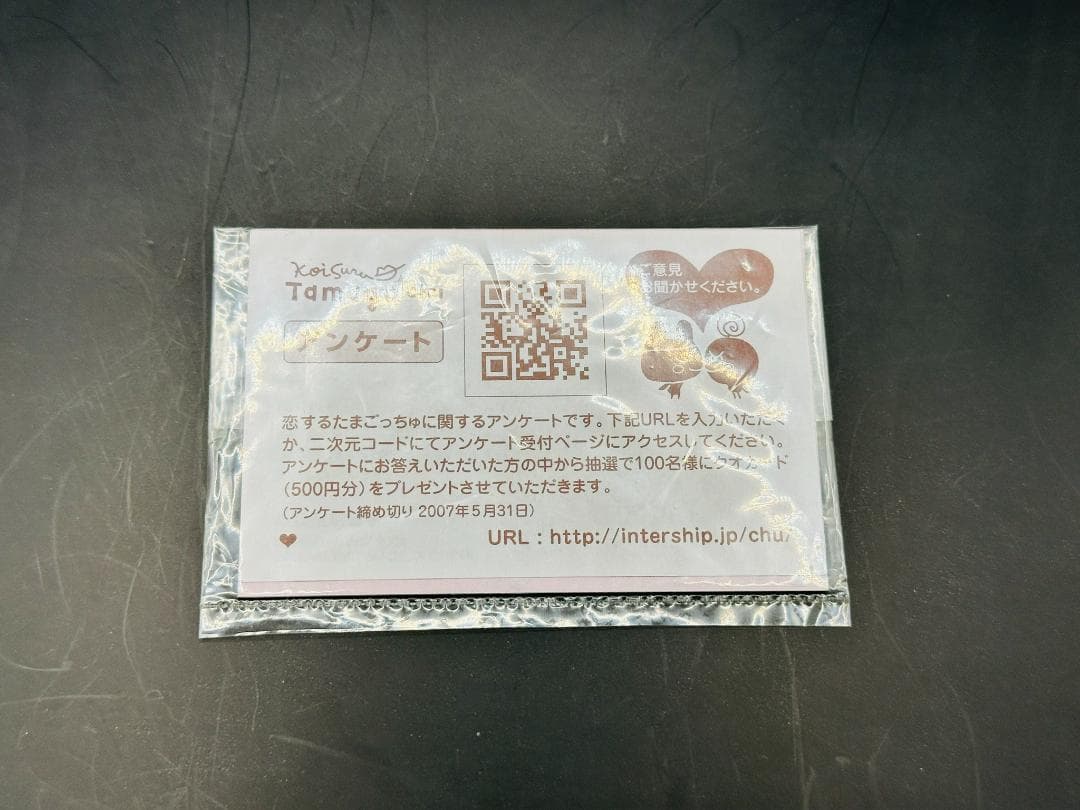 Koisuru
アンケート
ご意見
お聞かせください。
恋するたまごっちゅに関するアンケートです。下記URLを入力いただく
か、二次元コードにてアンケート受付ページにアクセスしてください。
アンケートにお答えいただいた方の中から抽選で100名様にクオカード
(500円分)をプレゼントさせていただきます。
(アンケート締め切り 2007年5月31日)
URL : http://intership.jp/chu/